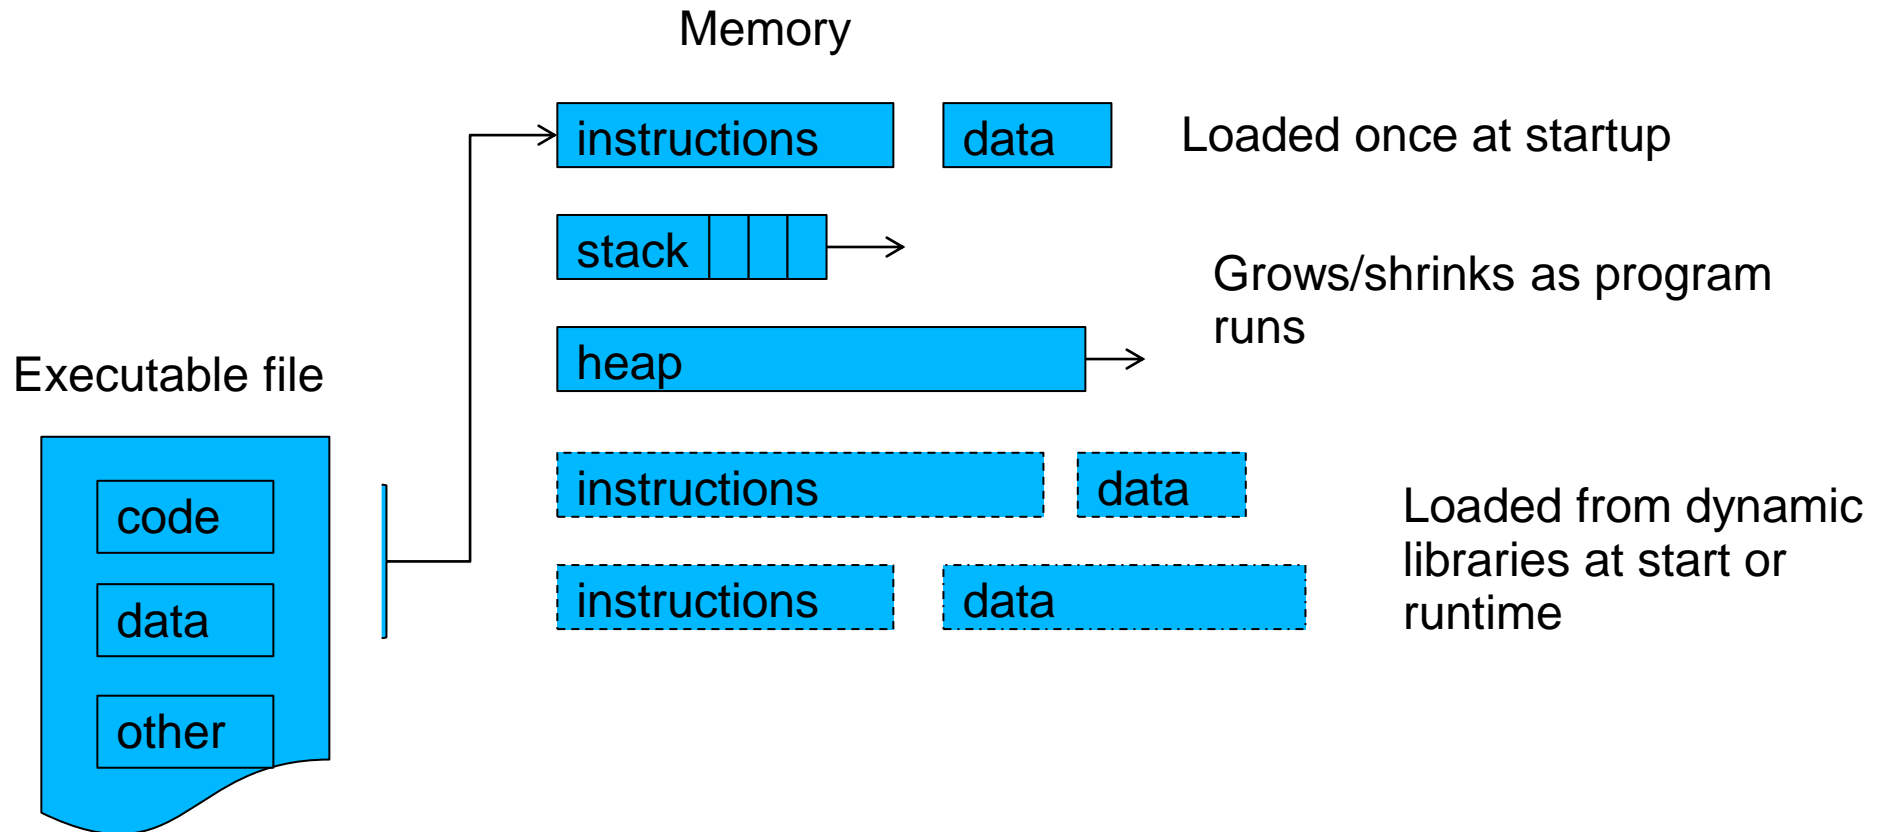 Memory
instructions
data
Loaded once at startup
stack
Grows/shrinks as program
runs
heap
Executable file
code
data
other
instructions
data
Loaded from dynamic
libraries at start or
runtime
instructions
data